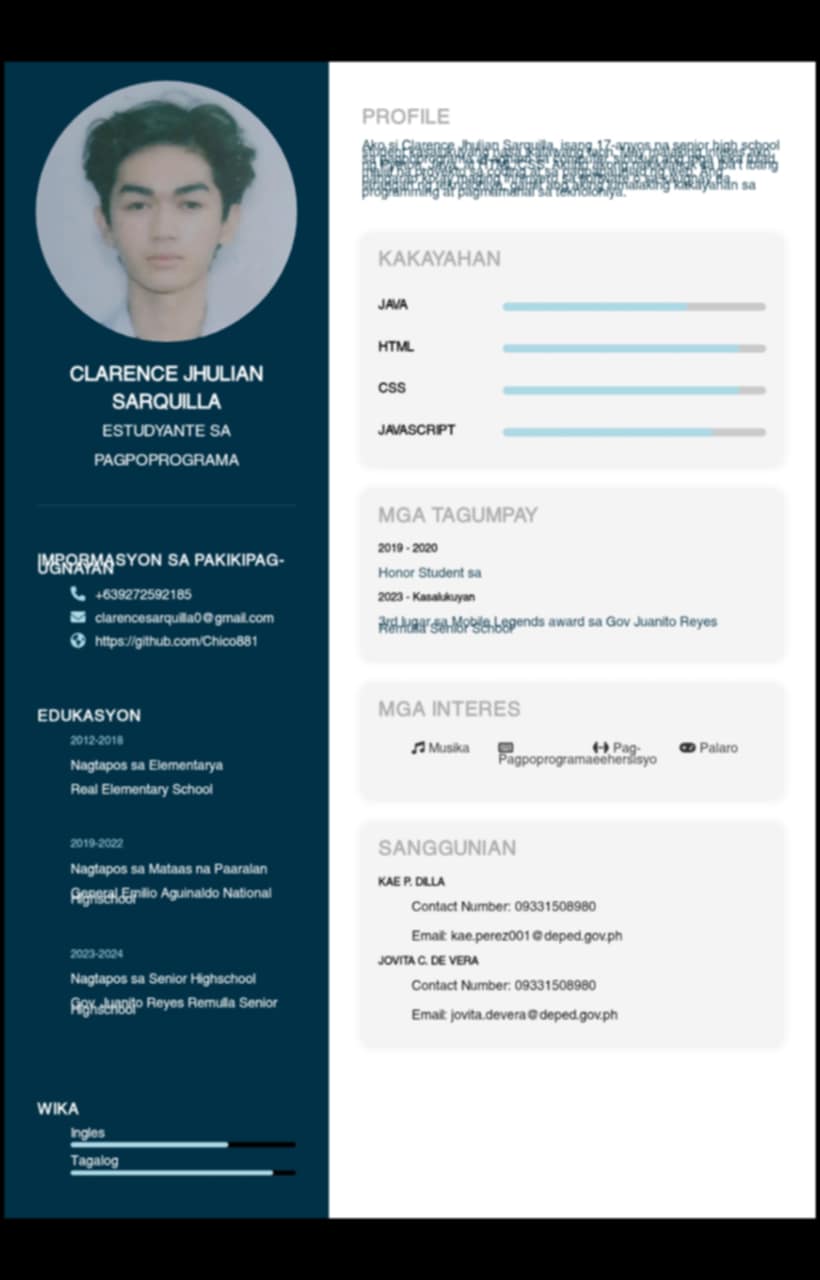 CLARENCE JHULIAN
SARQUILLA
ESTUDYANTE SA
PAGPOPROGRAMA
IMPORMASYON SA PAKIKIPAG-
UGNAYAN
+639272592185
clarencesarquilla0@gmail.com
https://github.com/Chico881
EDUKASYON
2012-2018
Nagtapos sa Elementarya
Real Elementary School
2019-2022
Nagtapos sa Mataas na Paaralan
General Emilio Aguinaldo National
Highschool
2023-2024
Nagtapos sa Senior Highschool
Gov. Juanito Reyes Remulla Senior
Highschool
WIKA
Ingles
Tagalog
PROFILE
Ako si Clarence Jhulian Sarquilla, isang 17-anyos na senior high school
programming at pagmamahal sa teknolohiya.
KAKAYAHAN
JAVA
HTML
CSS
JAVASCRIPT
MGA TAGUMPAY
2019 - 2020
Honor Student sa
2023 - Kasalukuyan
3rd lugar sa Mobile Legends award sa Gov Juanito Reyes
Remulla Senior School
MGA INTERES
Musika
Pagpoprograma
Pag-
eehersisyo
Palaro
SANGGUNIAN
KAE P. DILLA
Contact Number: 09331508980
Email: kae.perez001@deped.gov.ph
JOVITA C. DE VERA
Contact Number: 09331508980
Email: jovita.devera@deped.gov.ph